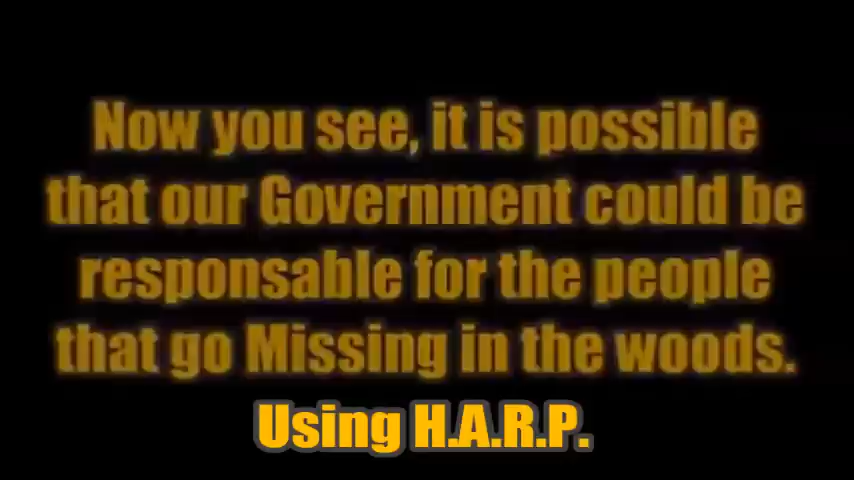 Now you see, it is possible
that our Government could be
responsable for the people
that go Missing in the woods.
Using H.A.R.P.